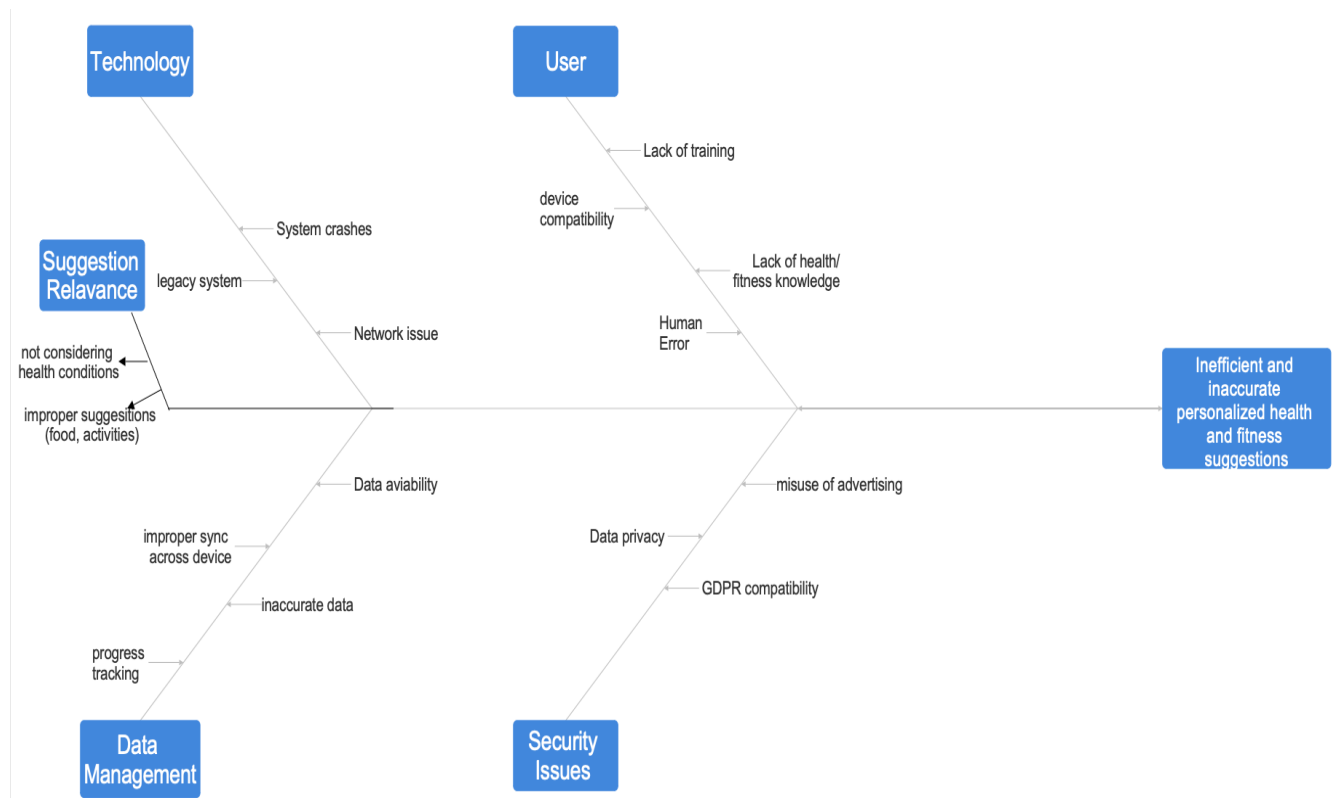 Technology
User
Lack of training
device
compatibility
System crashes
Suggestion
Relavance
legacy system
Lack of health/
fitness knowledge
Network issue
Human
Error
not considering
health conditions
improper suggesitions
(food, activities)
Inefficient and
inaccurate
personalized health
and fitness
suggestions
Data aviability
misuse of advertising
improper sync
across device
Data privacy
inaccurate data
GDPR compatibility
progress
tracking
Data
Management
Security
Issues